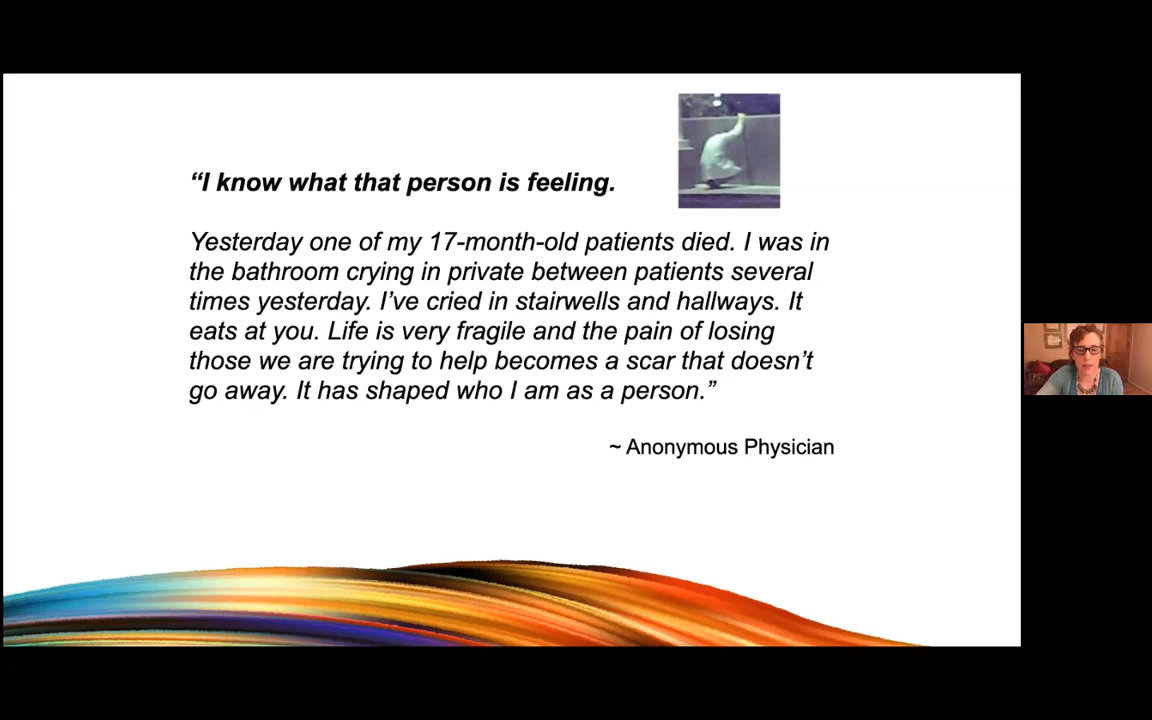 “I know what that person is feeling.
Yesterday one of my 17-month-old patients died. I was in
the bathroom crying in private between patients several
times yesterday. I’ve cried in stairwells and hallways. It
eats at you. Life is very fragile and the pain of losing
those we are trying to help becomes a scar that doesn’t
go away. It has shaped who I am as a person.”
~ Anonymous Physician